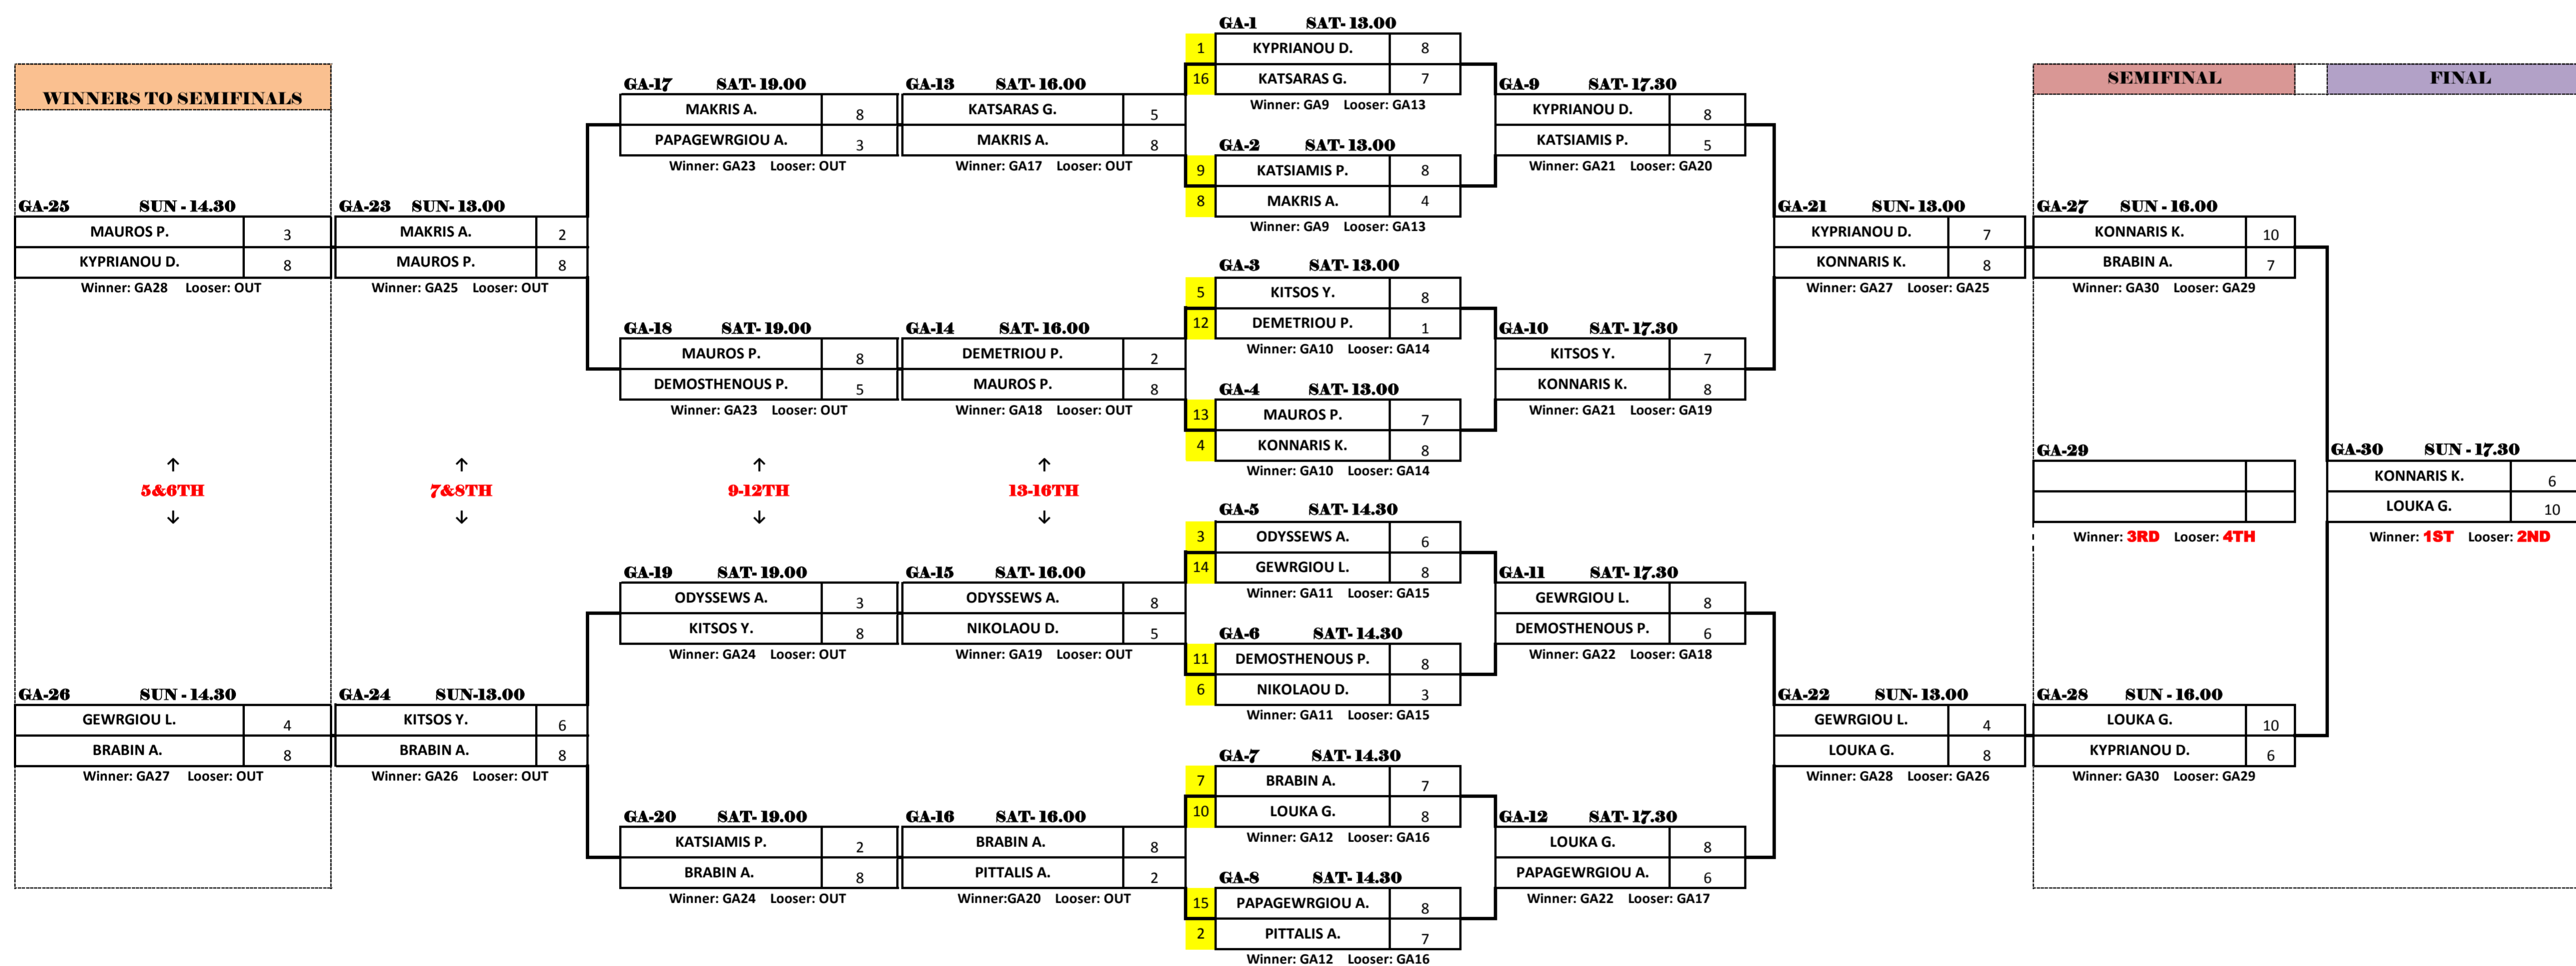 WINNERS TO SEMIFINALS
GA-25 SUN - 14.30
MAUROS P. 3
KYPRIANOU D. 8
Winner: GA28 Looser: OUT
↑
5&6TH
↓
GA-26 SUN - 14.30
GEWRGIOU L. 4
BRABIN A. 8
Winner: GA27 Looser: OUT
GA-23 SUN- 13.00
MAKRIS A. 2
MAUROS P. 8
Winner: GA25 Looser: OUT
↑
7&8TH
↓
GA-24 SUN-13.00
KITSOS Y. 6
BRABIN A. 8
Winner: GA26 Looser: OUT
GA-17 SAT- 19.00
MAKRIS A. 8
PAPAGEWRGIOU A. 3
Winner: GA23 Looser: OUT
GA-18 SAT- 19.00
MAUROS P. 8
DEMOSTHENOUS P. 5
Winner: GA23 Looser: OUT
↑
9-12TH
↓
GA-19 SAT- 19.00
ODYSSEWS A. 3
KITSOS Y. 8
Winner: GA24 Looser: OUT
GA-20 SAT- 19.00
KATSIAMIS P. 2
BRABIN A. 8
Winner: GA24 Looser: OUT
GA-13 SAT- 16.00
KATSARAS G. 5
MAKRIS A. 8
Winner: GA17 Looser: OUT
GA-14 SAT- 16.00
DEMETRIOU P. 2
MAUROS P. 8
Winner: GA18 Looser: OUT
↑
13-16TH
↓
GA-15 SAT- 16.00
ODYSSEWS A. 8
NIKOLAOU D. 5
Winner: GA19 Looser: OUT
GA-16 SAT- 16.00
BRABIN A. 8
PITTALIS A. 2
Winner:GA20 Looser: OUT
GA-1 SAT- 13.00
1 KYPRIANOU D. 8
16 KATSARAS G. 7
Winner: GA9 Looser: GA13
GA-2 SAT- 13.00
9 KATSIAMIS P. 8
8 MAKRIS A. 4
Winner: GA9 Looser: GA13
GA-3 SAT- 13.00
5 KITSOS Y. 8
12 DEMETRIOU P. 1
Winner: GA10 Looser: GA14
GA-4 SAT- 13.00
13 MAUROS P. 7
4 KONNARIS K. 8
Winner: GA10 Looser: GA14
GA-5 SAT- 14.30
3 ODYSSEWS A. 6
14 GEWRGIOU L. 8
Winner: GA11 Looser: GA15
GA-6 SAT- 14.30
11 DEMOSTHENOUS P. 8
6 NIKOLAOU D. 3
Winner: GA11 Looser: GA15
GA-7 SAT- 14.30
7 BRABIN A. 7
10 LOUKA G. 8
Winner: GA12 Looser: GA16
GA-8 SAT- 14.30
15 PAPAGEWRGIOU A. 8
2 PITTALIS A. 7
Winner: GA12 Looser: GA16
GA-9 SAT- 17.30
KYPRIANOU D. 8
KATSIAMIS P. 5
Winner: GA21 Looser: GA20
GA-10 SAT- 17.30
KITSOS Y. 7
KONNARIS K. 8
Winner: GA21 Looser: GA19
GA-11 SAT- 17.30
GEWRGIOU L. 8
DEMOSTHENOUS P. 6
Winner: GA22 Looser: GA18
GA-12 SAT- 17.30
LOUKA G. 8
PAPAGEWRGIOU A. 6
Winner: GA22 Looser: GA17
GA-21 SUN- 13.00
KYPRIANOU D. 7
KONNARIS K. 8
Winner: GA27 Looser: GA25
GA-22 SUN- 13.00
GEWRGIOU L. 4
LOUKA G. 8
Winner: GA28 Looser: GA26
SEMIFINAL
GA-27 SUN - 16.00
KONNARIS K. 10
BRABIN A. 7
Winner: GA30 Looser: GA29
GA-29
Winner: 3RD Looser: 4TH
GA-28 SUN - 16.00
LOUKA G. 10
KYPRIANOU D. 6
Winner: GA30 Looser: GA29
FINAL
GA-30 SUN - 17.30
KONNARIS K. 6
LOUKA G. 10
Winner: 1ST Looser: 2ND